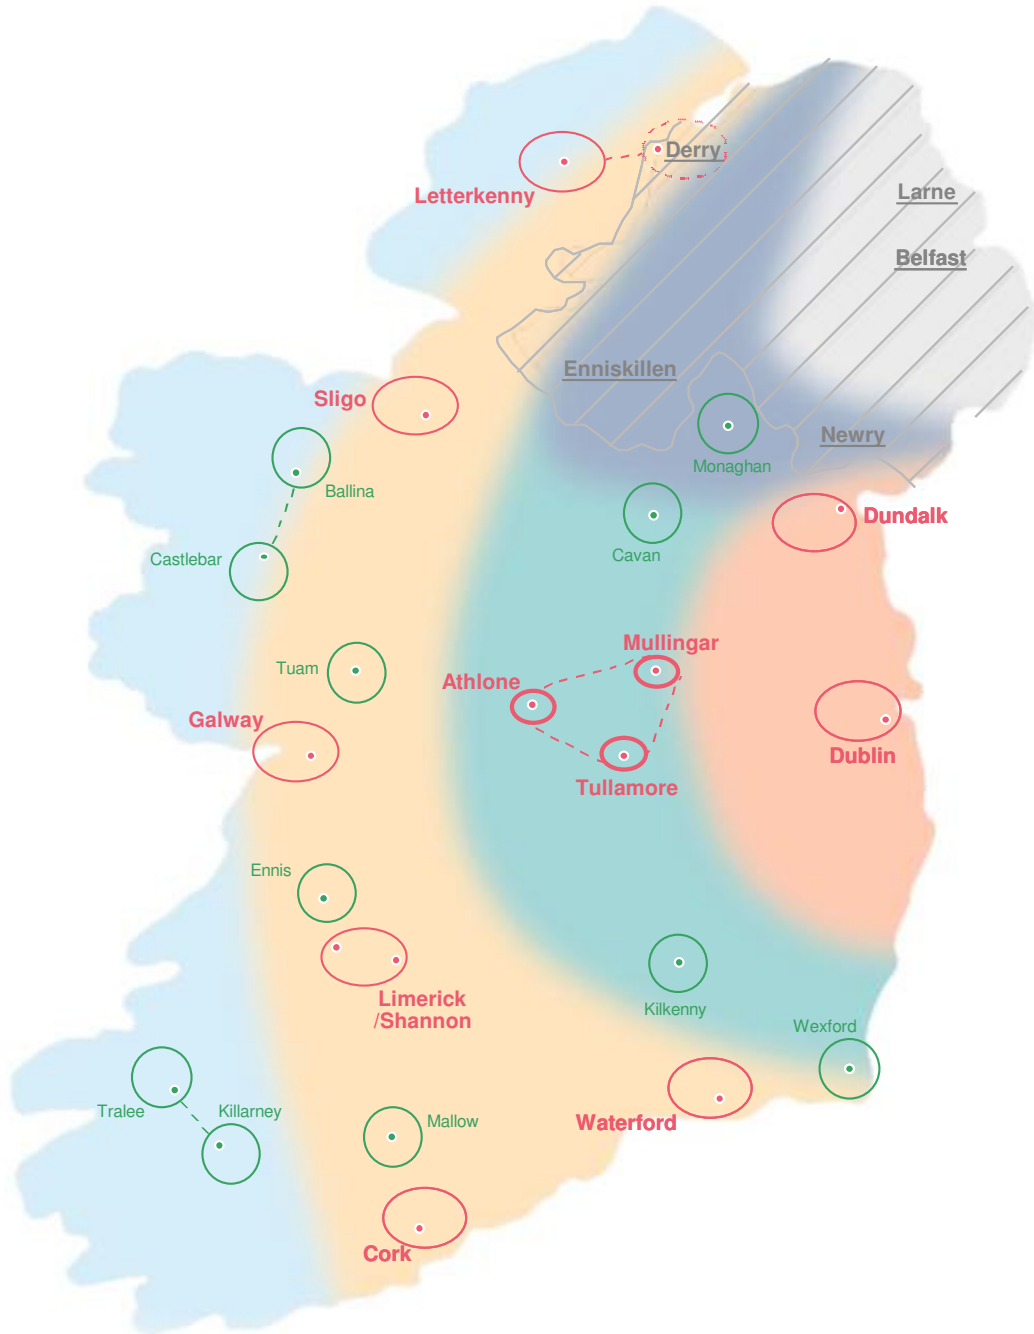 Derry
Letterkenny
Larne
Belfast
Enniskillen
Sligo
Newry
Monaghan
Ballina
Dundalk
Castlebar
Cavan
Mullingar
Tuam
Athlone
Galway
Dublin
Tullamore
Ennis
Limerick
/Shannon
Kilkenny
Wexford
Tralee
Killarney
Mallow
Waterford
Cork